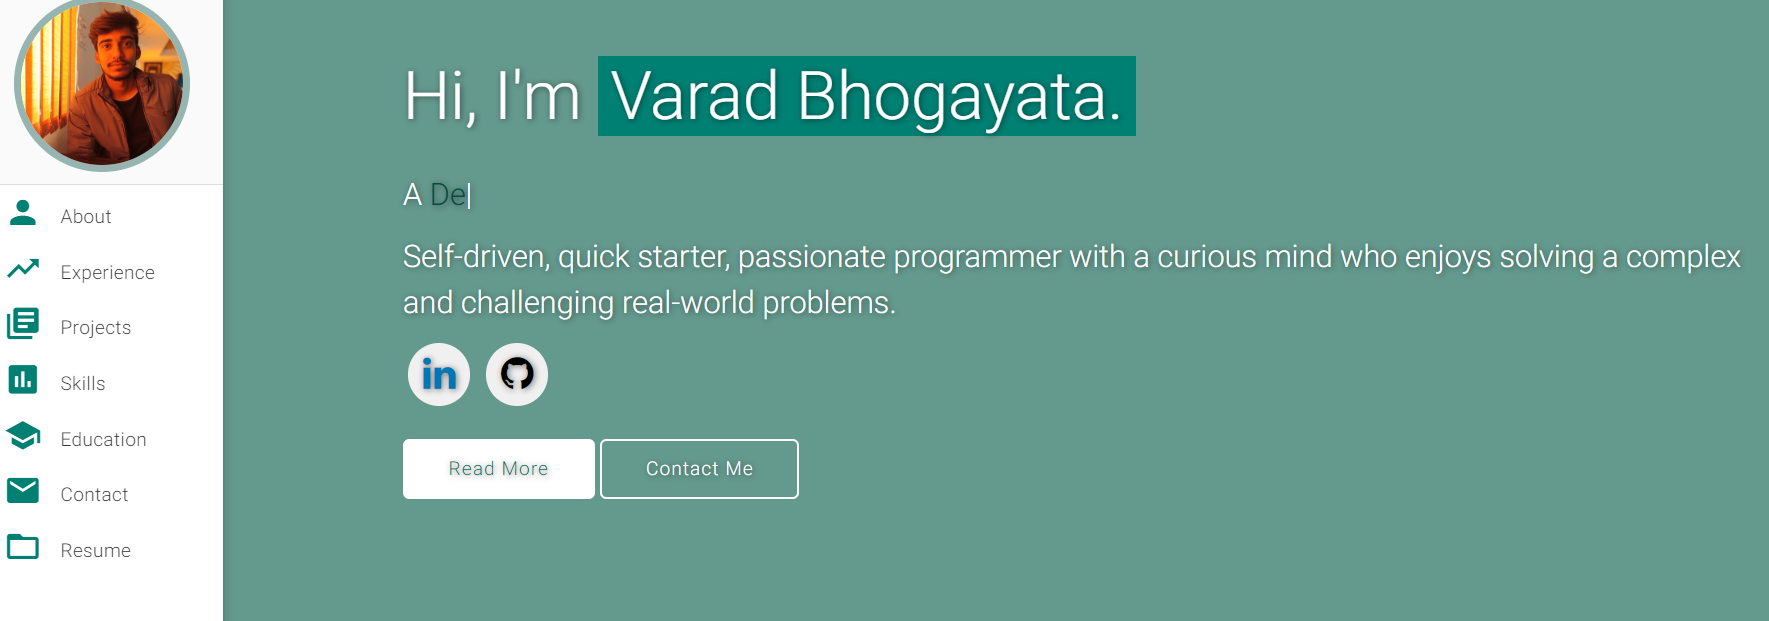 About
Experience
Projects
Skills
Education
Contact
Resume
Hi, I'm Varad Bhogayata.
A De|
Self-driven, quick starter, passionate programmer with a curious mind who enjoys solving a complex
and challenging real-world problems.
in
Read More
Contact Me